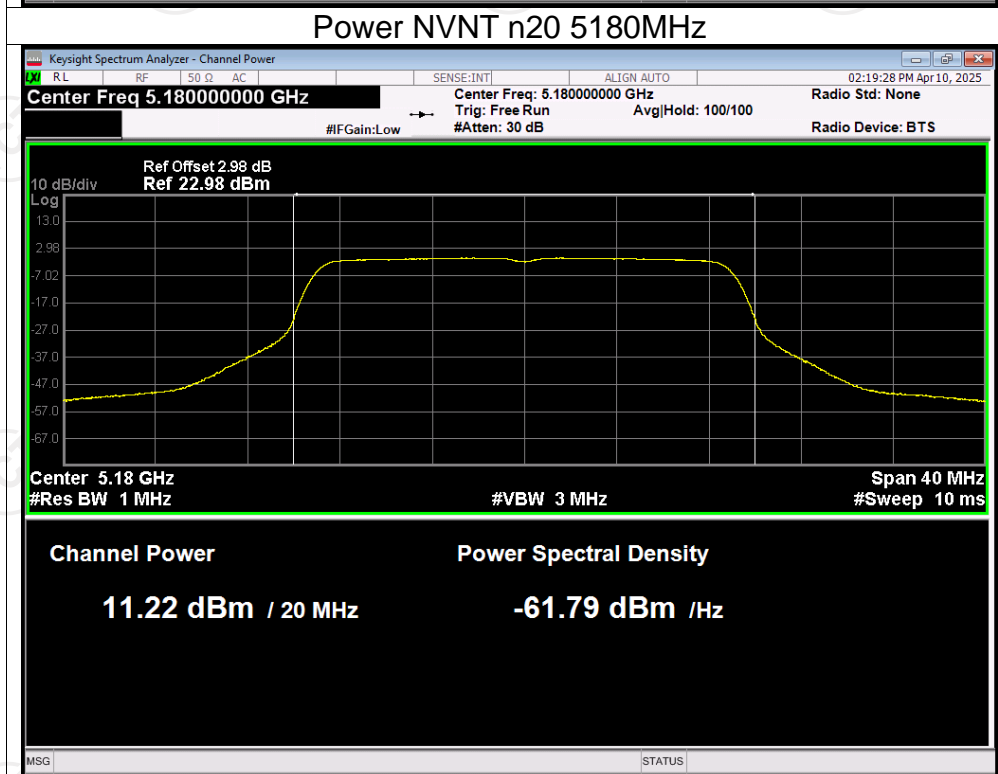 Power NVNT n20 5180MHz
Keysight Spectrum Analyzer - Channel Power
LXI RL RF 50 Ω AC SENSE:INT ALIGN AUTO 02:19:28 PM Apr 10, 2025
Center Freq 5.180000000 GHz Center Freq: 5.180000000 GHz Radio Std: None
Trig: Free Run Avg|Hold: 100/100
#IFGain:Low #Atten: 30 dB Radio Device: BTS
Ref Offset 2.98 dB
10 dB/div Ref 22.98 dBm
Log
13.0
2.98
-7.02
-17.0
-27.0
-37.0
-47.0
-57.0
-67.0
Center 5.18 GHz Span 40 MHz
#Res BW 1 MHz #VBW 3 MHz #Sweep 10 ms
Channel Power Power Spectral Density
11.22 dBm / 20 MHz -61.79 dBm /Hz
MSG STATUS